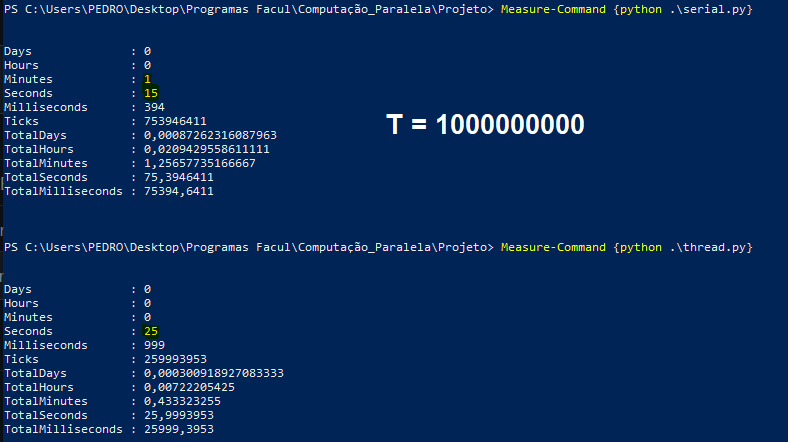 PS C:\Users\PEDRO\Desktop\Programas Facul\Computação_Paralela\Projeto> Measure-Command {python .\serial.py}
Days : 0
Hours : 0
Minutes : 1
Seconds : 15
Milliseconds : 394
T = 1000000000
Ticks : 753946411
TotalDays : 0,00087262316087963
TotalHours : 0,0209429558611111
TotalMinutes : 1,25657735166667
TotalSeconds : 75,3946411
TotalMilliseconds : 75394,6411
PS C:\Users\PEDRO\Desktop\Programas Facul\Computação_Paralela\Projeto> Measure-Command {python .\thread.py}
Days : 0
Hours : 0
Minutes : 0
Seconds : 25
Milliseconds : 999
Ticks : 259993953
TotalDays : 0,000300918927083333
TotalHours : 0,00722205425
TotalMinutes : 0,433323255
TotalSeconds : 25,9993953
TotalMilliseconds : 25999,3953